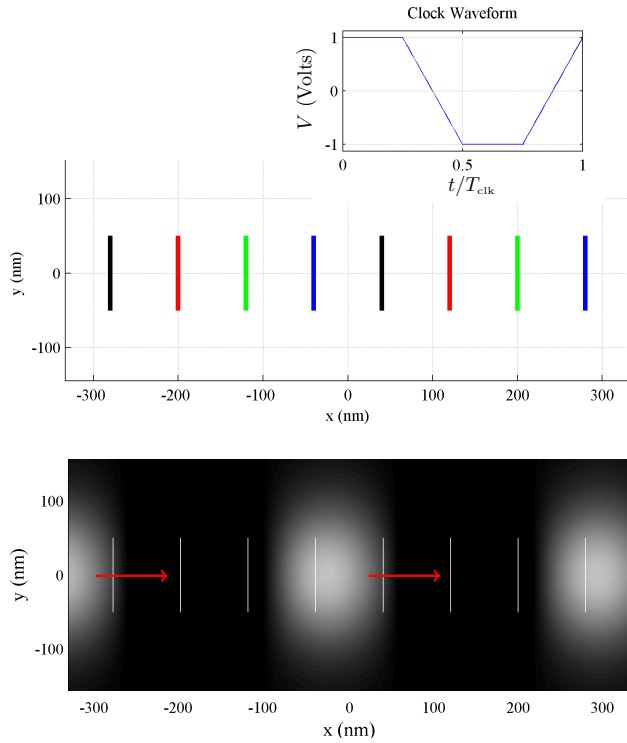 Clock Waveform
1
0
-1
V (Volts)
0 0.5 1
t/T_clk
100
0
-100
y (nm)
-300 -200 -100 0 100 200 300
x (nm)
100
0
-100
y (nm)
-300 -200 -100 0 100 200 300
x (nm)